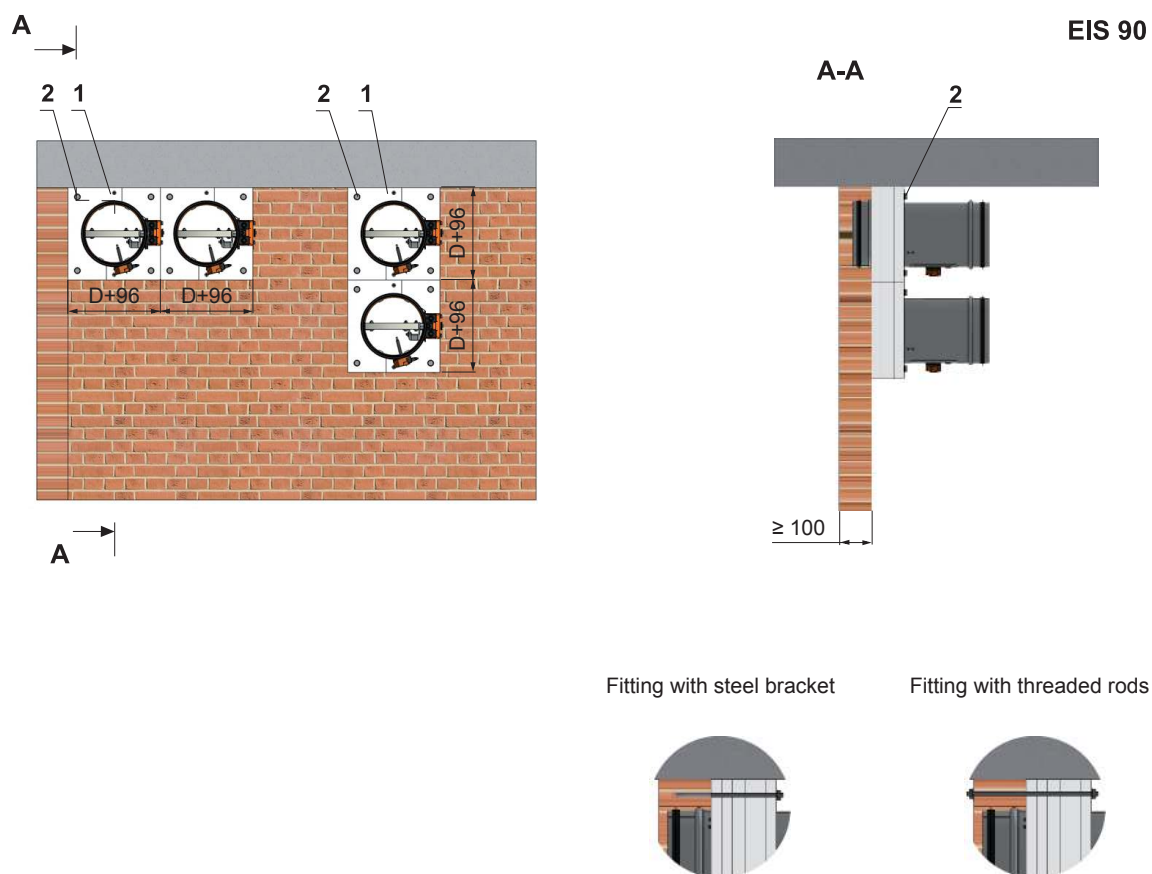 A
EIS 90
A-A
2 1
2 1
2
D+96
D+96
D+96
D+96
A
≥ 100
Fitting with steel bracket
Fitting with threaded rods